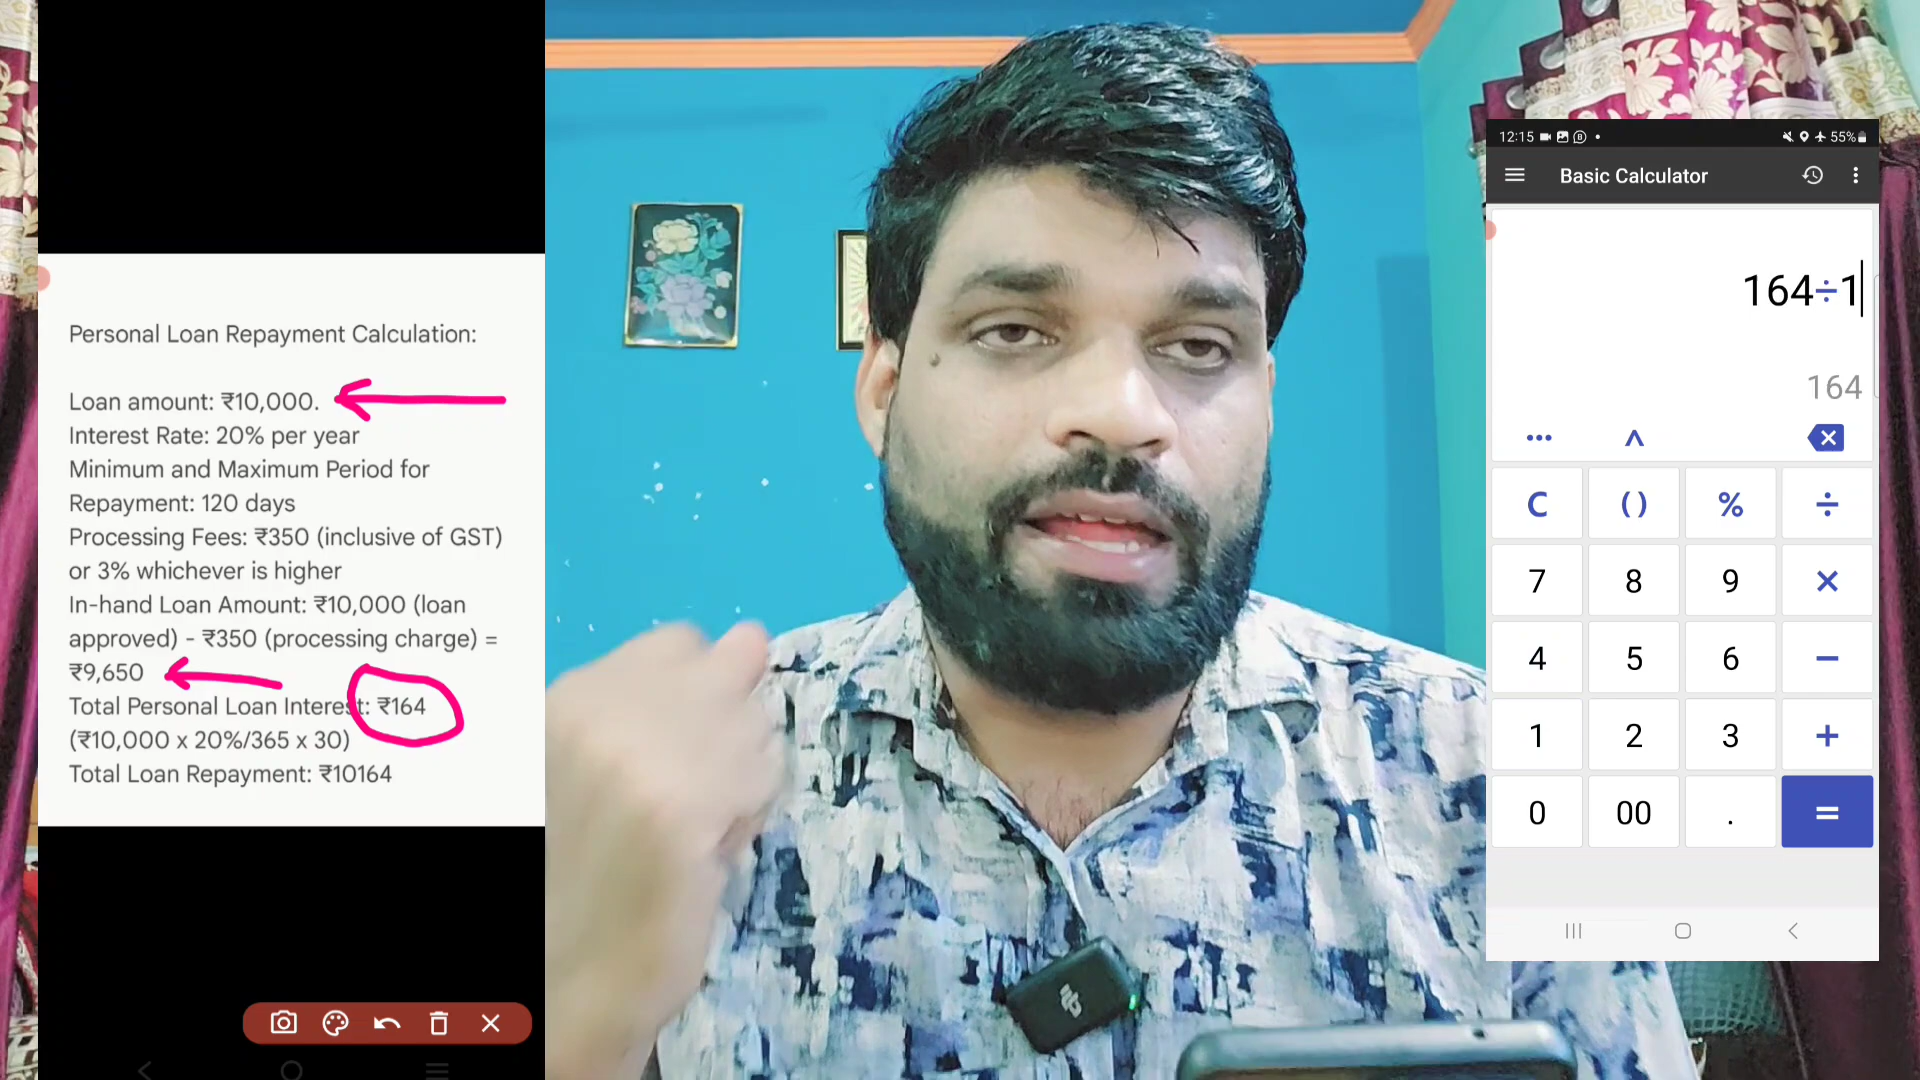 Personal Loan Repayment Calculation:
Loan amount: ₹10,000.
Interest Rate: 20% per year
Minimum and Maximum Period for
Repayment: 120 days
Processing Fees: ₹350 (inclusive of GST)
or 3% whichever is higher
In-hand Loan Amount: ₹10,000 (loan
approved) - ₹350 (processing charge) =
₹9,650
Total Personal Loan Interest: ₹164
(₹10,000 x 20%/365 x 30)
Total Loan Repayment: ₹10164
12:15 55%
Basic Calculator
164÷1
164
C () % ÷
7 8 9 ×
4 5 6 −
1 2 3 +
0 00 . =